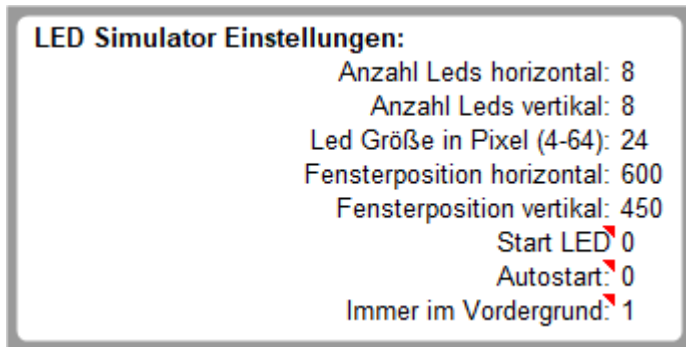 LED Simulator Einstellungen:
Anzahl Leds horizontal: 8
Anzahl Leds vertikal: 8
Led Größe in Pixel (4-64): 24
Fensterposition horizontal: 600
Fensterposition vertikal: 450
Start LED 0
Autostart: 0
Immer im Vordergrund: 1